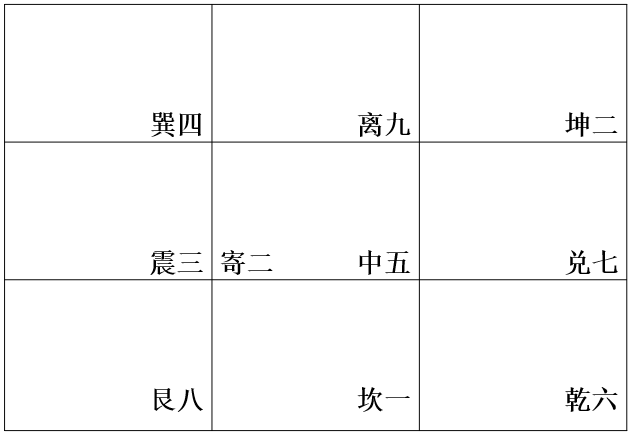 巽四 离九 坤二
震三 寄二 中五 兑七
艮八 坎一 乾六